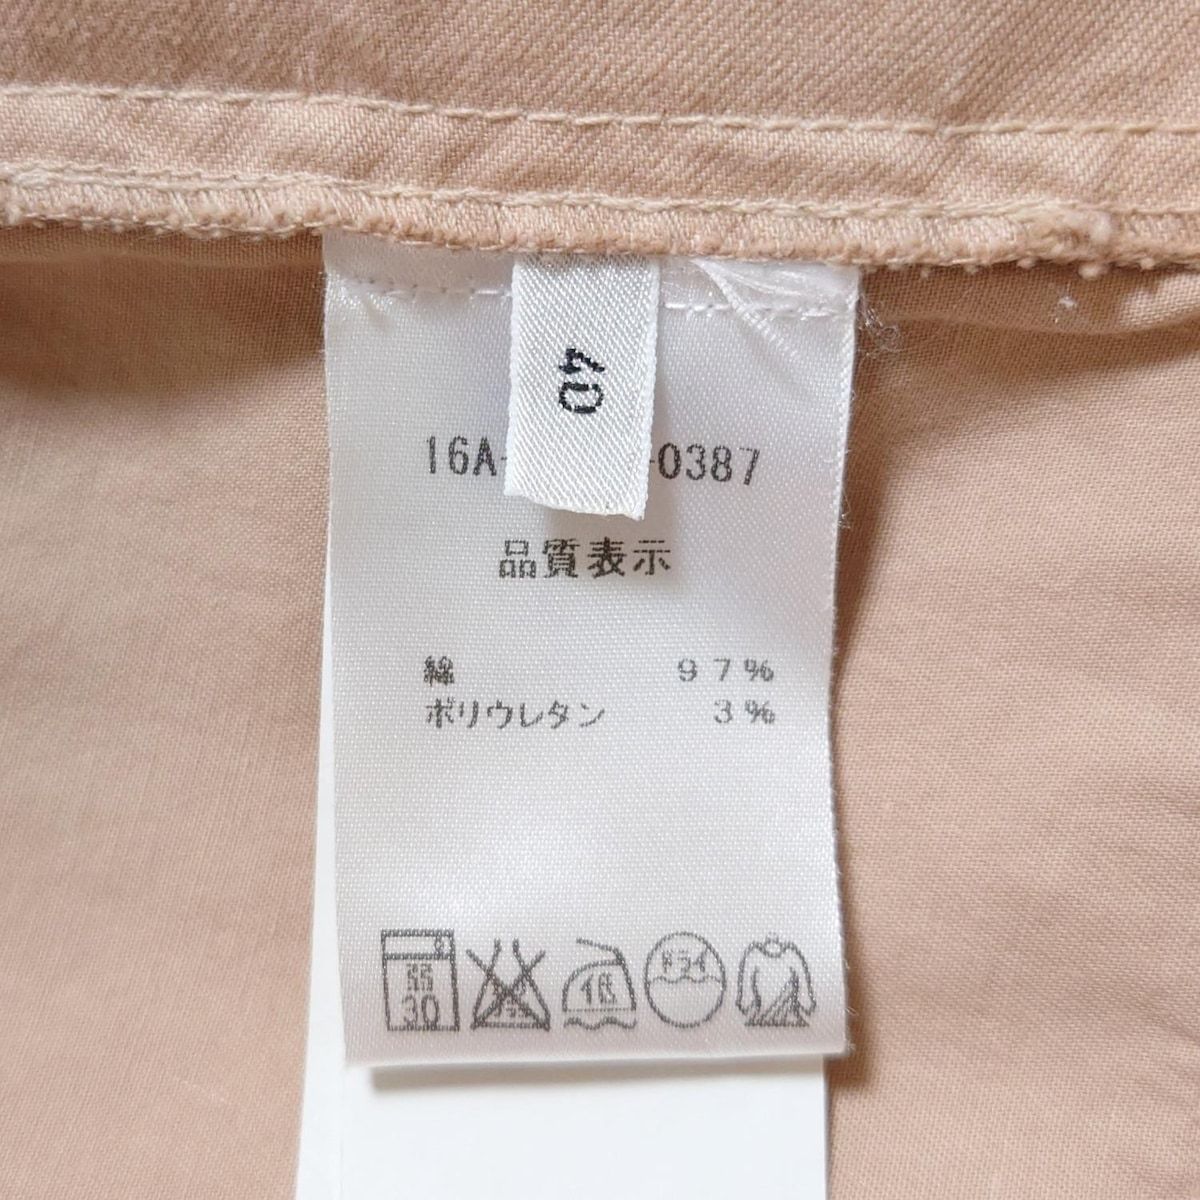 40
16A- -0387
品質表示
綿 97%
ポリウレタン 3%
弱 30 低 ドライ